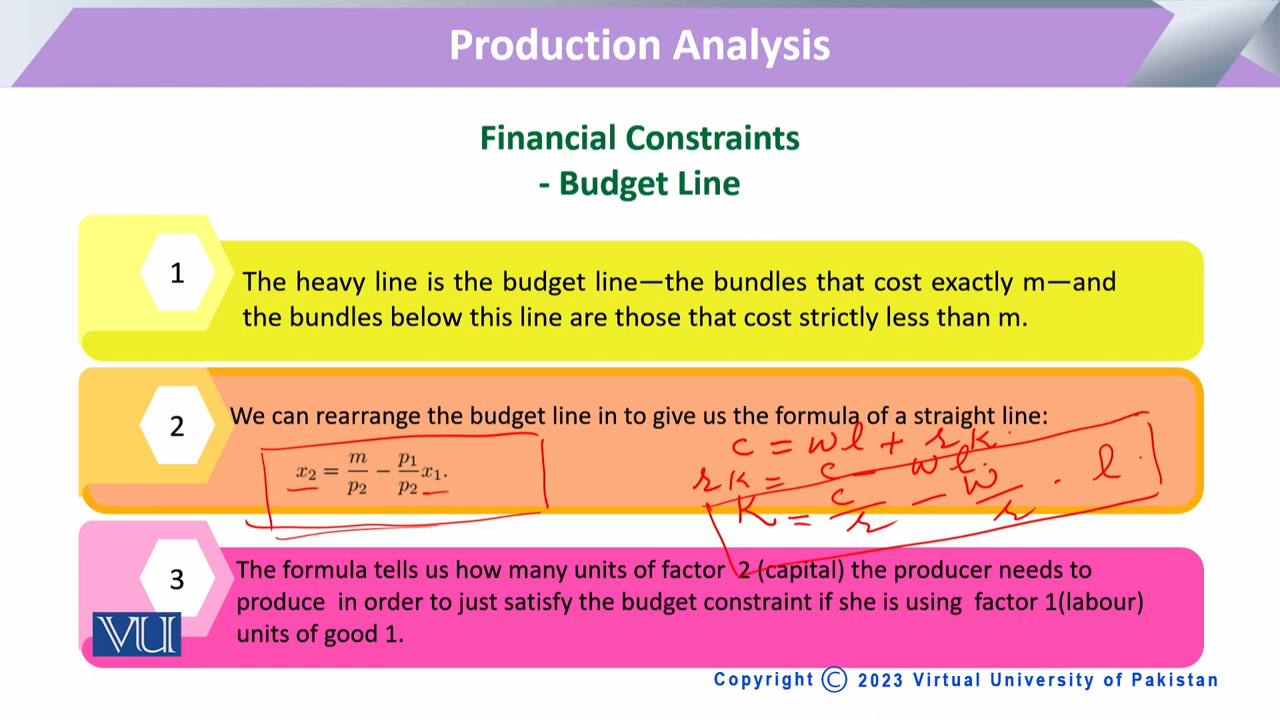 Production Analysis
Financial Constraints
- Budget Line
1
The heavy line is the budget line—the bundles that cost exactly m—and
the bundles below this line are those that cost strictly less than m.
2
We can rearrange the budget line in to give us the formula of a straight line:
x₂ = m/p₂ − p₁/p₂ x₁.
c = wl + rk.
rk = c − wl.
K = c/r − w/r · l
3
The formula tells us how many units of factor 2 (capital) the producer needs to
produce in order to just satisfy the budget constraint if she is using factor 1(labour)
units of good 1.
VU
Copyright © 2023 Virtual University of Pakistan